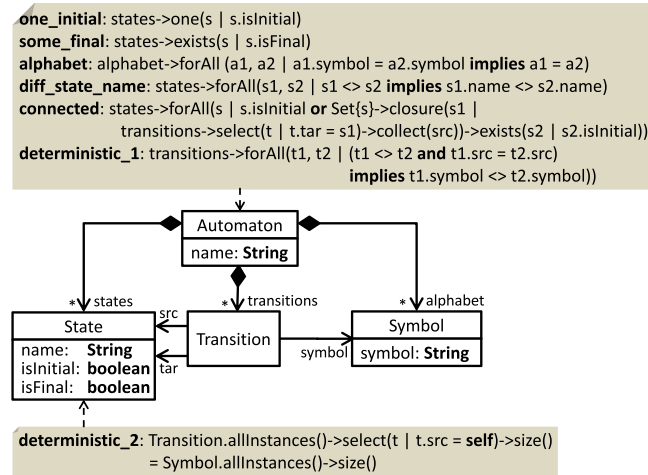 one_initial: states->one(s | s.isInitial)
some_final: states->exists(s | s.isFinal)
alphabet: alphabet->forAll (a1, a2 | a1.symbol = a2.symbol implies a1 = a2)
diff_state_name: states->forAll(s1, s2 | s1 <> s2 implies s1.name <> s2.name)
connected: states->forAll(s | s.isInitial or Set{s}->closure(s1 |
transitions->select(t | t.tar = s1)->collect(src))->exists(s2 | s2.isInitial))
deterministic_1: transitions->forAll(t1, t2 | (t1 <> t2 and t1.src = t2.src)
implies t1.symbol <> t2.symbol))
Automaton
name: String
* states
* transitions
* alphabet
State
name: String
isInitial: boolean
isFinal: boolean
src
tar
Transition
symbol
Symbol
symbol: String
deterministic_2: Transition.allInstances()->select(t | t.src = self)->size()
= Symbol.allInstances()->size()